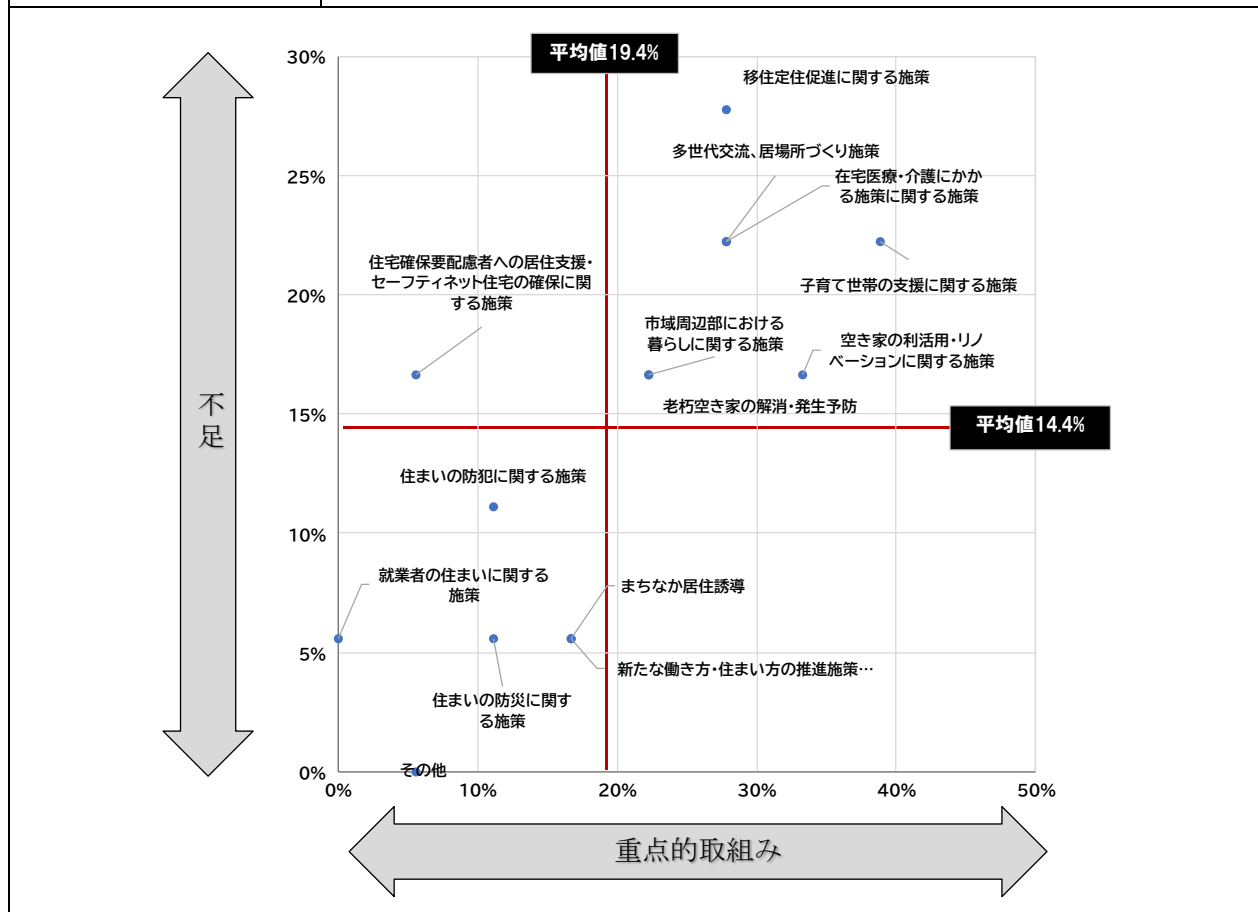 平均値19.4%
30%
移住定住促進に関する施策
多世代交流、居場所づくり施策
25%
在宅医療・介護にかか
る施策に関する施策
住宅確保要配慮者への居住支援・
セーフティネット住宅の確保に関
する施策
子育て世帯の支援に関する施策
20%
市域周辺部における
暮らしに関する施策
空き家の利活用・リノ
ベーションに関する施策
老朽空き家の解消・発生予防
15%
平均値14.4%
不足
住まいの防犯に関する施策
10%
就業者の住まいに関する
施策
まちなか居住誘導
5%
新たな働き方・住まい方の推進施策…
住まいの防災に関す
る施策
その他
0%
0%
10%
20%
30%
40%
50%
重点的取組み